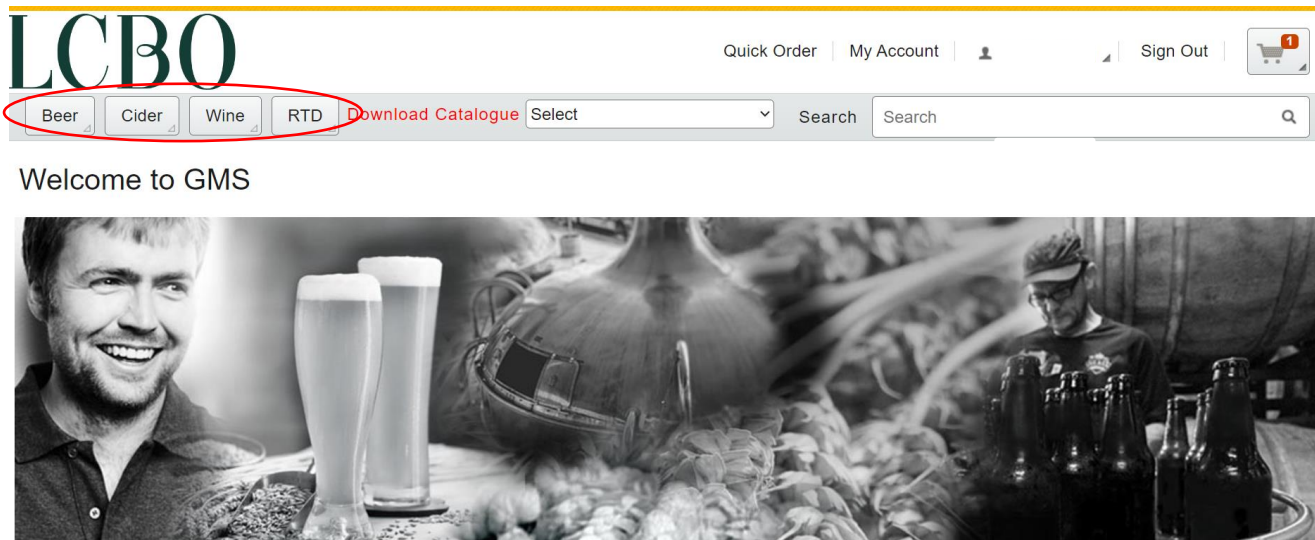 LCBO
Quick Order My Account Sign Out 1
Beer Cider Wine RTD Download Catalogue Select Search Search
Welcome to GMS